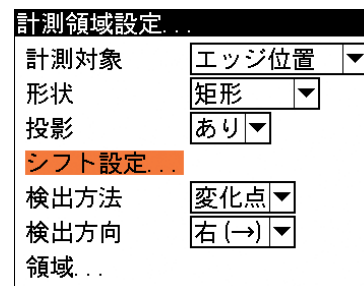 計測領域設定...
計測対象 エッジ位置 ▼
形状 矩形 ▼
投影 あり ▼
シフト設定...
検出方法 変化点 ▼
検出方向 右(→) ▼
領域...